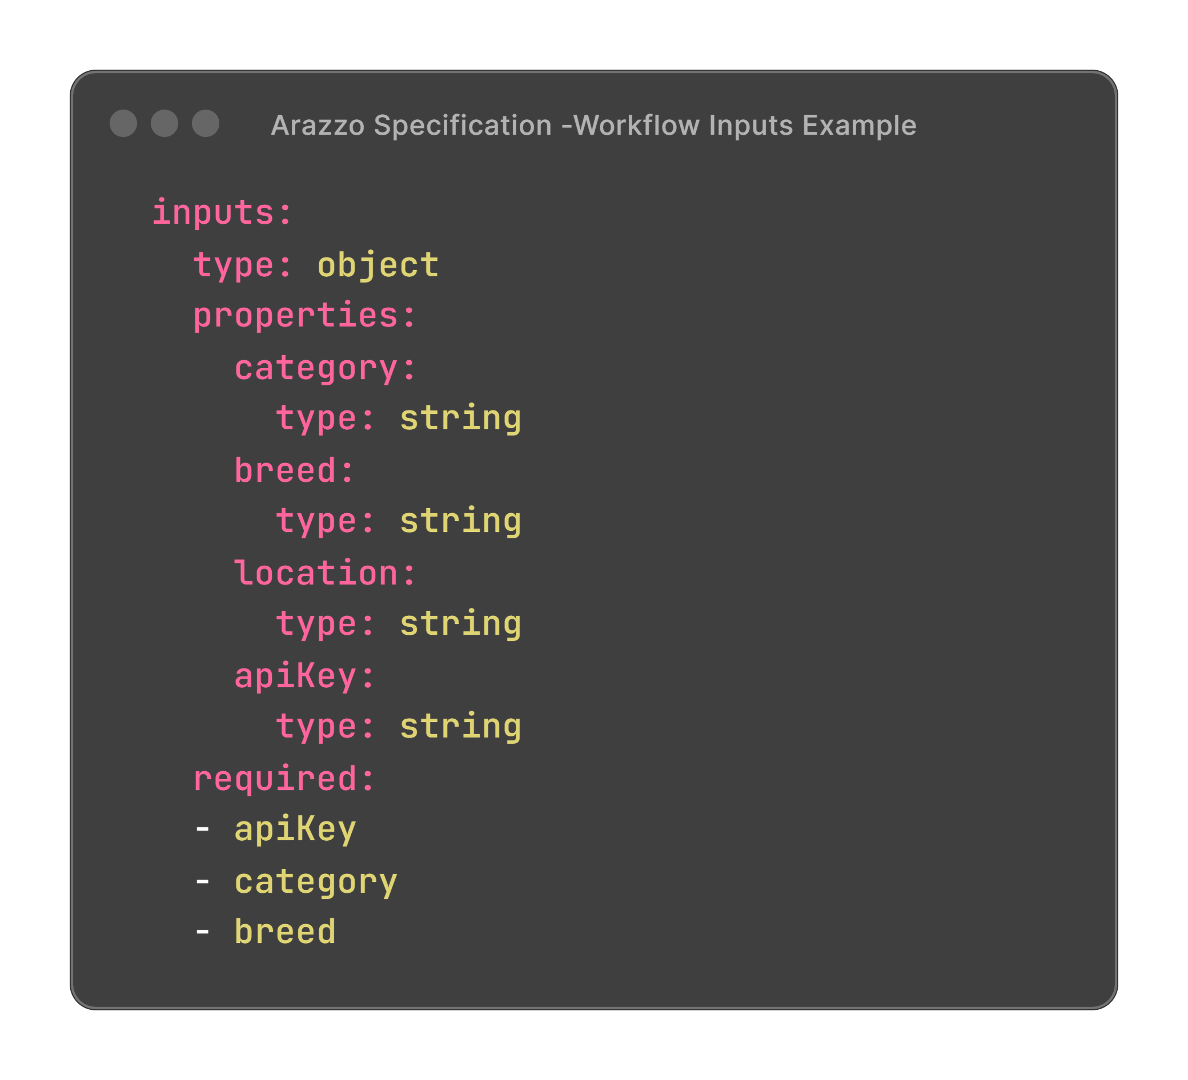 Arazzo Specification -Workflow Inputs Example
inputs:
  type: object
  properties:
    category:
      type: string
    breed:
      type: string
    location:
      type: string
    apiKey:
      type: string
  required:
  - apiKey
  - category
  - breed